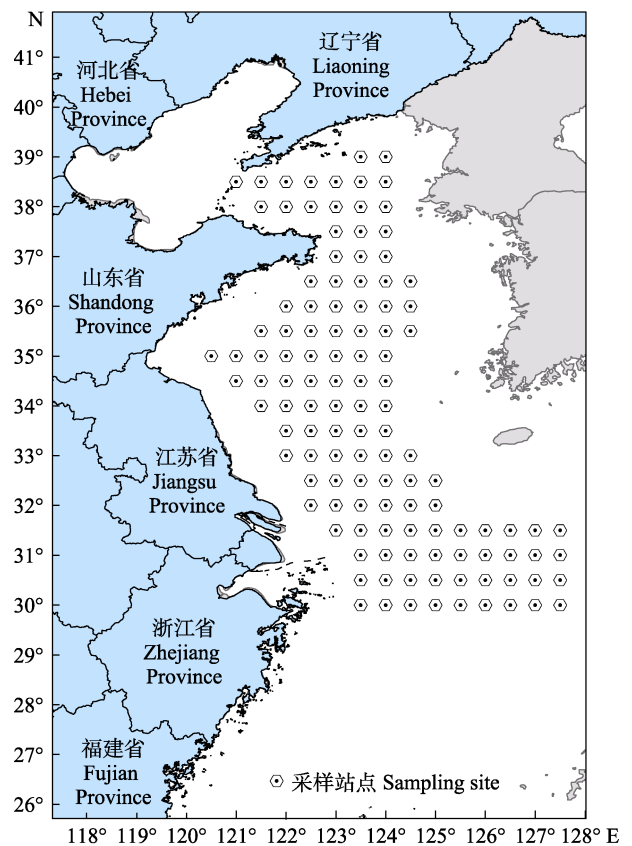 N
41°
40°
39°
38°
37°
36°
35°
34°
33°
32°
31°
30°
29°
28°
27°
26°
辽宁省
Liaoning
Province
河北省
Hebei
Province
山东省
Shandong
Province
江苏省
Jiangsu
Province
浙江省
Zhejiang
Province
福建省
Fujian
Province
采样站点 Sampling site
118° 119° 120° 121° 122° 123° 124° 125° 126° 127° 128° E